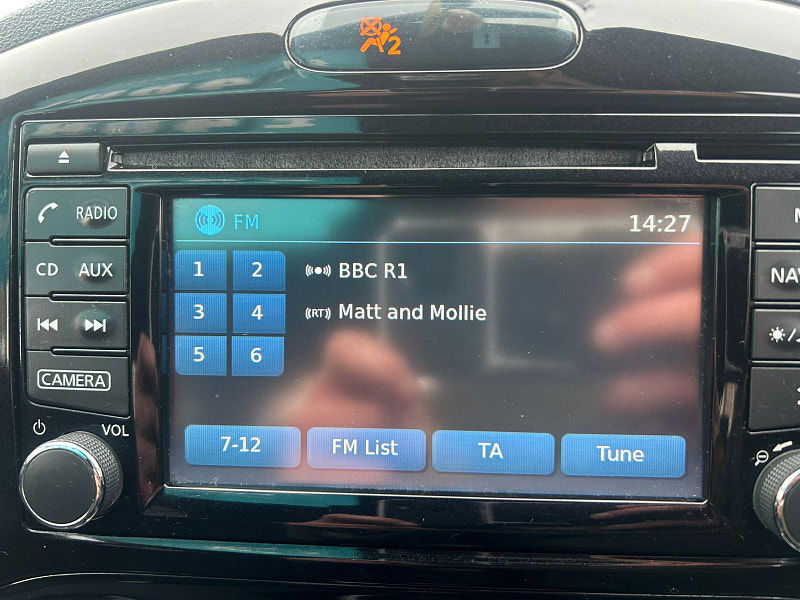 2
RADIO
CD AUX
CAMERA
VOL
FM 14:27
1 2 BBC R1
3 4 RT Matt and Mollie
5 6
7-12 FM List TA Tune